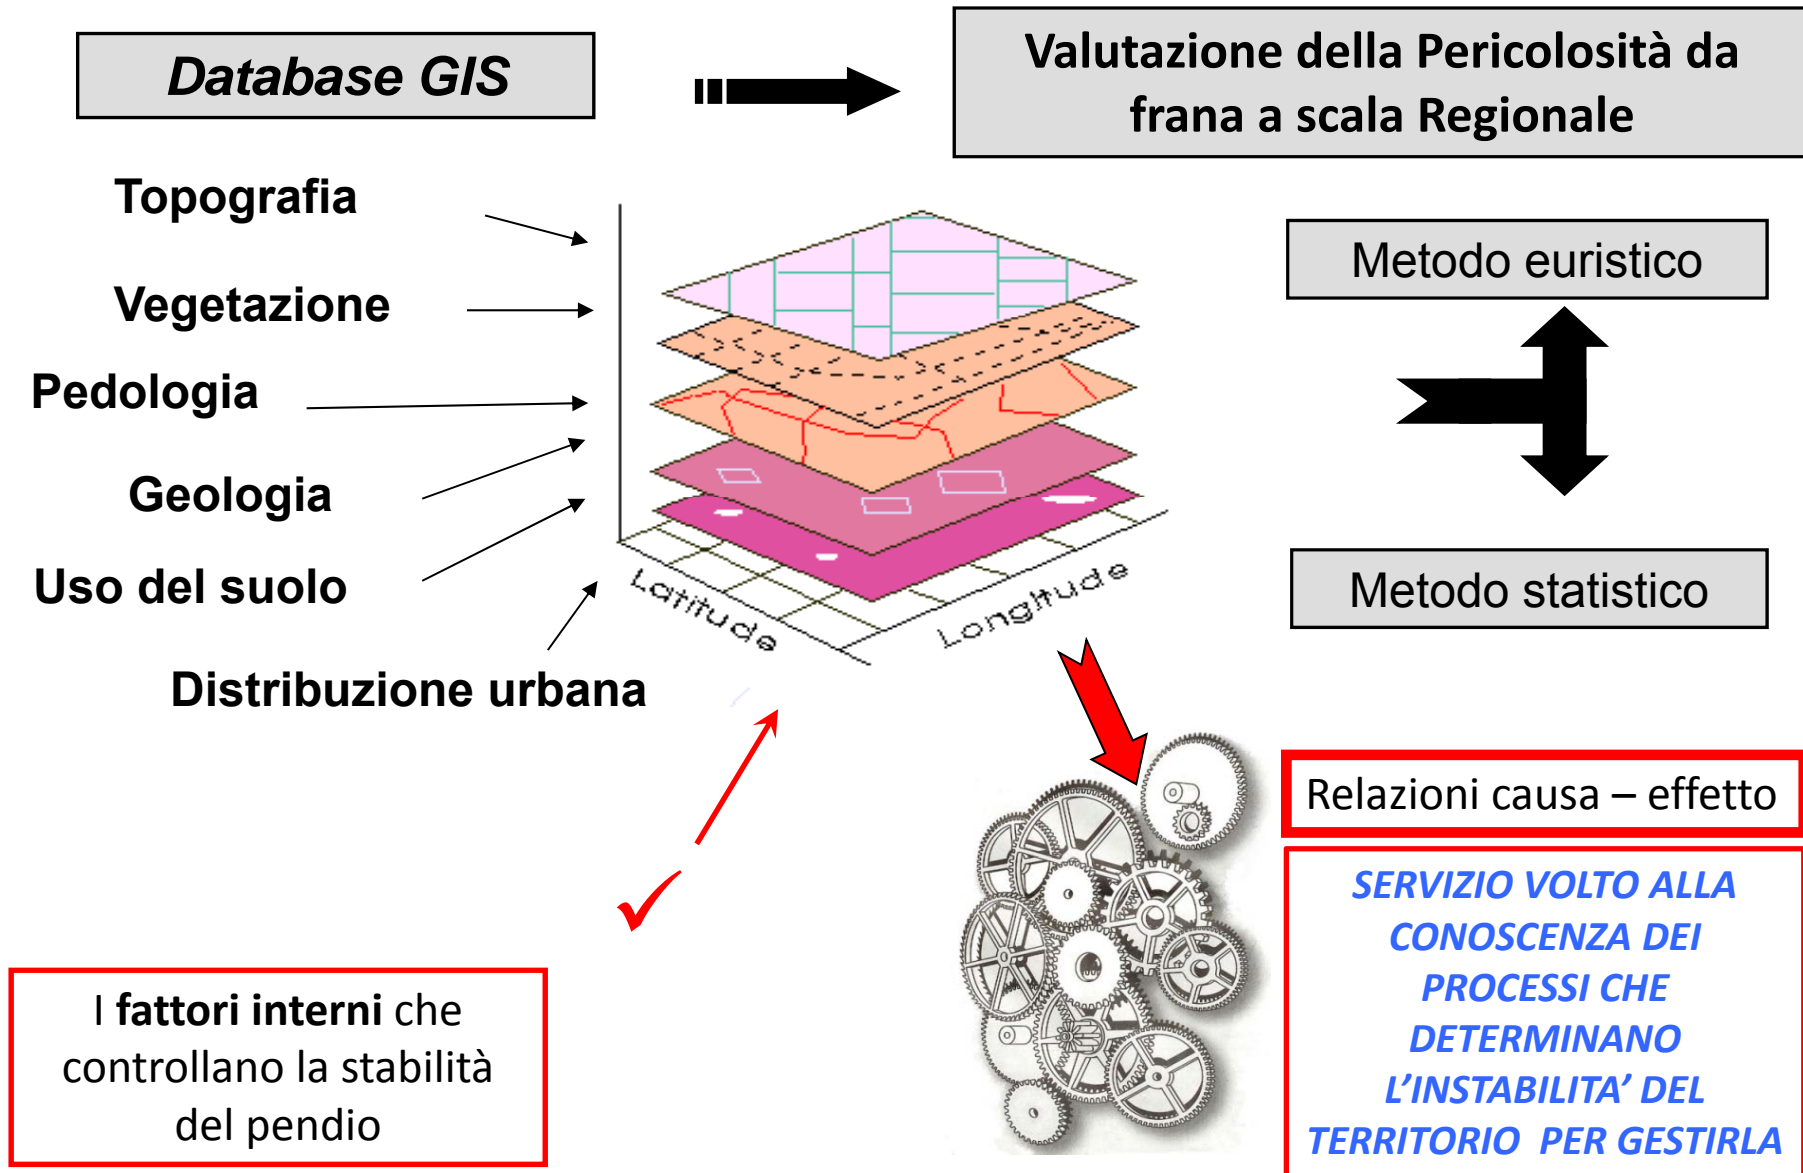 Database GIS
Valutazione della Pericolosità da
frana a scala Regionale
Topografia
Vegetazione
Pedologia
Geologia
Uso del suolo
Distribuzione urbana
Latitude
Longitude
Metodo euristico
Metodo statistico
Relazioni causa – effetto
SERVIZIO VOLTO ALLA
CONOSCENZA DEI
PROCESSI CHE
DETERMINANO
L’INSTABILITA’ DEL
TERRITORIO PER GESTIRLA
I fattori interni che
controllano la stabilità
del pendio